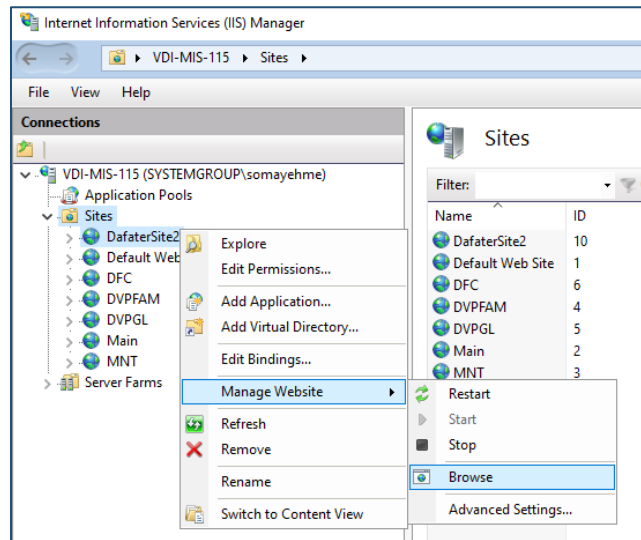 Internet Information Services (IIS) Manager
VDI-MIS-115 Sites
File View Help
Connections
VDI-MIS-115 (SYSTEMGROUP\somayehme)
Application Pools
Sites
DafaterSite2
Default Web
DFC
DVPFAM
DVPGL
Main
MNT
Server Farms
Explore
Edit Permissions...
Add Application...
Add Virtual Directory...
Edit Bindings...
Manage Website
Refresh
Remove
Rename
Switch to Content View
Sites
Filter:
Name ID
DafaterSite2 10
Default Web Site 1
DFC 6
DVPFAM 4
DVPGL 5
Main 2
MNT 3
Restart
Start
Stop
Browse
Advanced Settings...